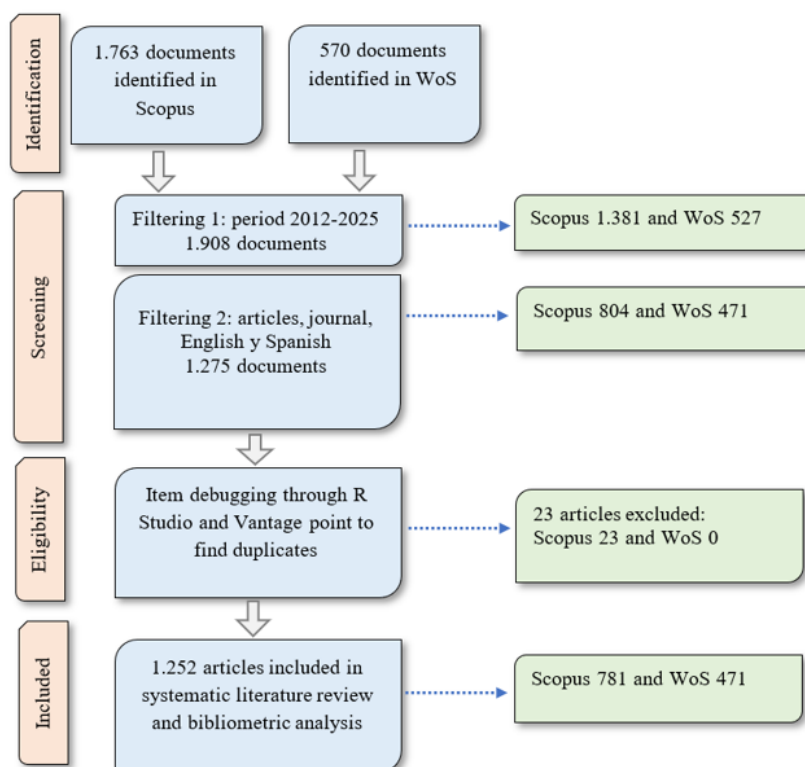 Identification
1.763 documents
identified in
Scopus
570 documents
identified in WoS
Screening
Filtering 1: period 2012-2025
1.908 documents
Scopus 1.381 and WoS 527
Filtering 2: articles, journal,
English y Spanish
1.275 documents
Scopus 804 and WoS 471
Eligibility
Item debugging through R
Studio and Vantage point to
find duplicates
23 articles excluded:
Scopus 23 and WoS 0
Included
1.252 articles included in
systematic literature review
and bibliometric analysis
Scopus 781 and WoS 471